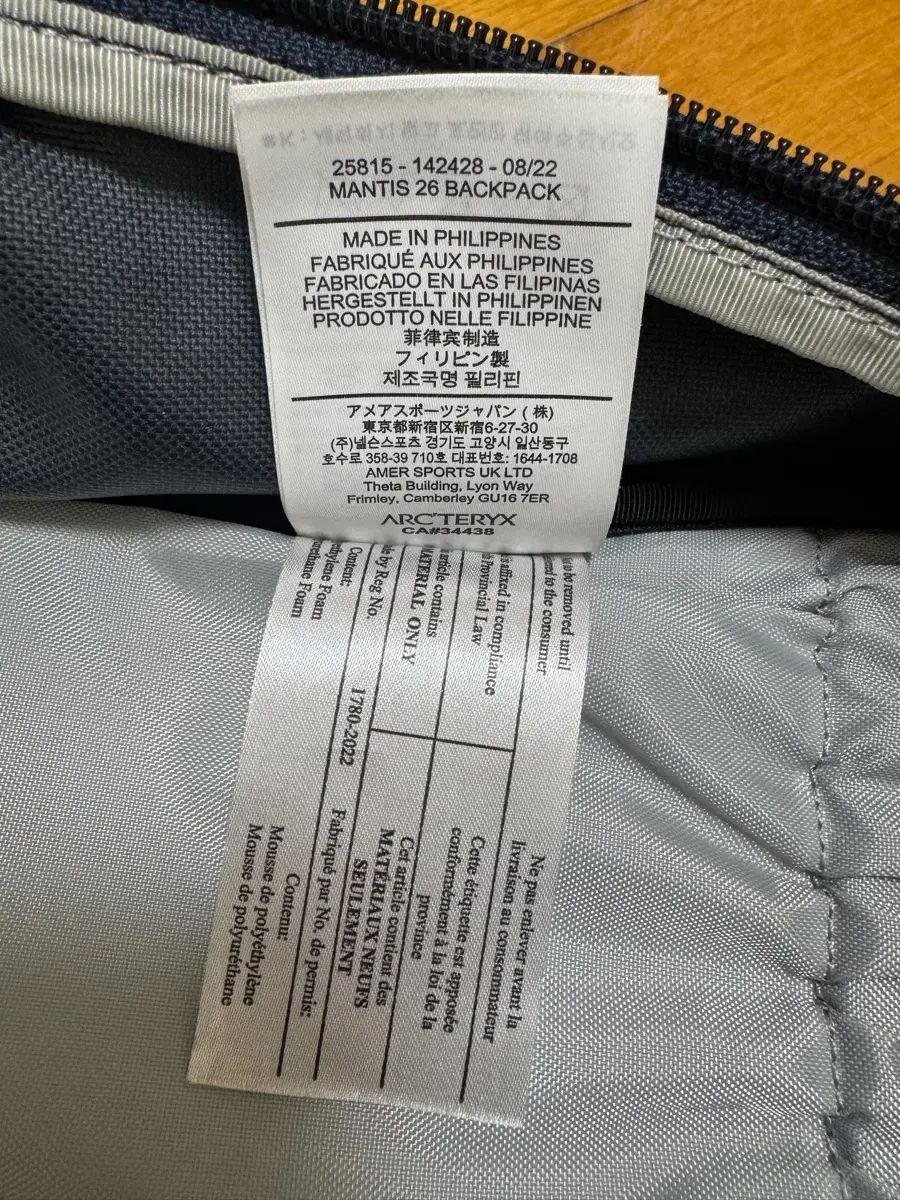 25815 - 142428 - 08/22
MANTIS 26 BACKPACK
MADE IN PHILIPPINES
FABRIQUÉ AUX PHILIPPINES
FABRICADO EN LAS FILIPINAS
HERGESTELLT IN PHILIPPINEN
PRODOTTO NELLE FILIPPINE
菲律宾制造
フィリピン製
제조국명 필리핀
アメアスポーツジャパン (株)
東京都新宿区新宿6-27-30
(주)넬슨스포츠 경기도 고양시 일산동구
호수로 358-39 710호 대표번호: 1644-1708
AMER SPORTS UK LTD
Theta Building, Lyon Way
Frimley, Camberley GU16 7ER
ARC'TERYX
CA#34438
to be removed until
to the consumer
affixed in compliance
Provincial Law
article contains
MATERIAL ONLY
by Reg No.
1780-2022
Content:
Foam
Foam
Ne pas enlever avant la
livraison au consommateur
Cette étiquette est apposée
conformément à la loi de la
province
Cet article contient des
MATÉRIAUX NEUFS
SEULEMENT
Fabriqué par No. de permis:
Contenu:
Mousse de polyéthylène
Mousse de polyuréthane